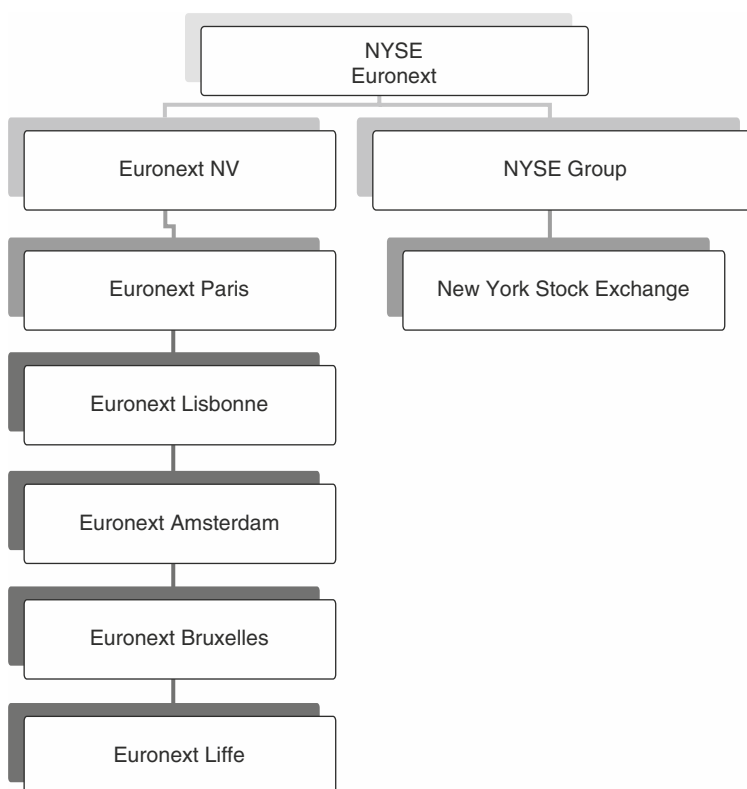 NYSE
Euronext
Euronext NV
NYSE Group
Euronext Paris
New York Stock Exchange
Euronext Lisbonne
Euronext Amsterdam
Euronext Bruxelles
Euronext Liffe